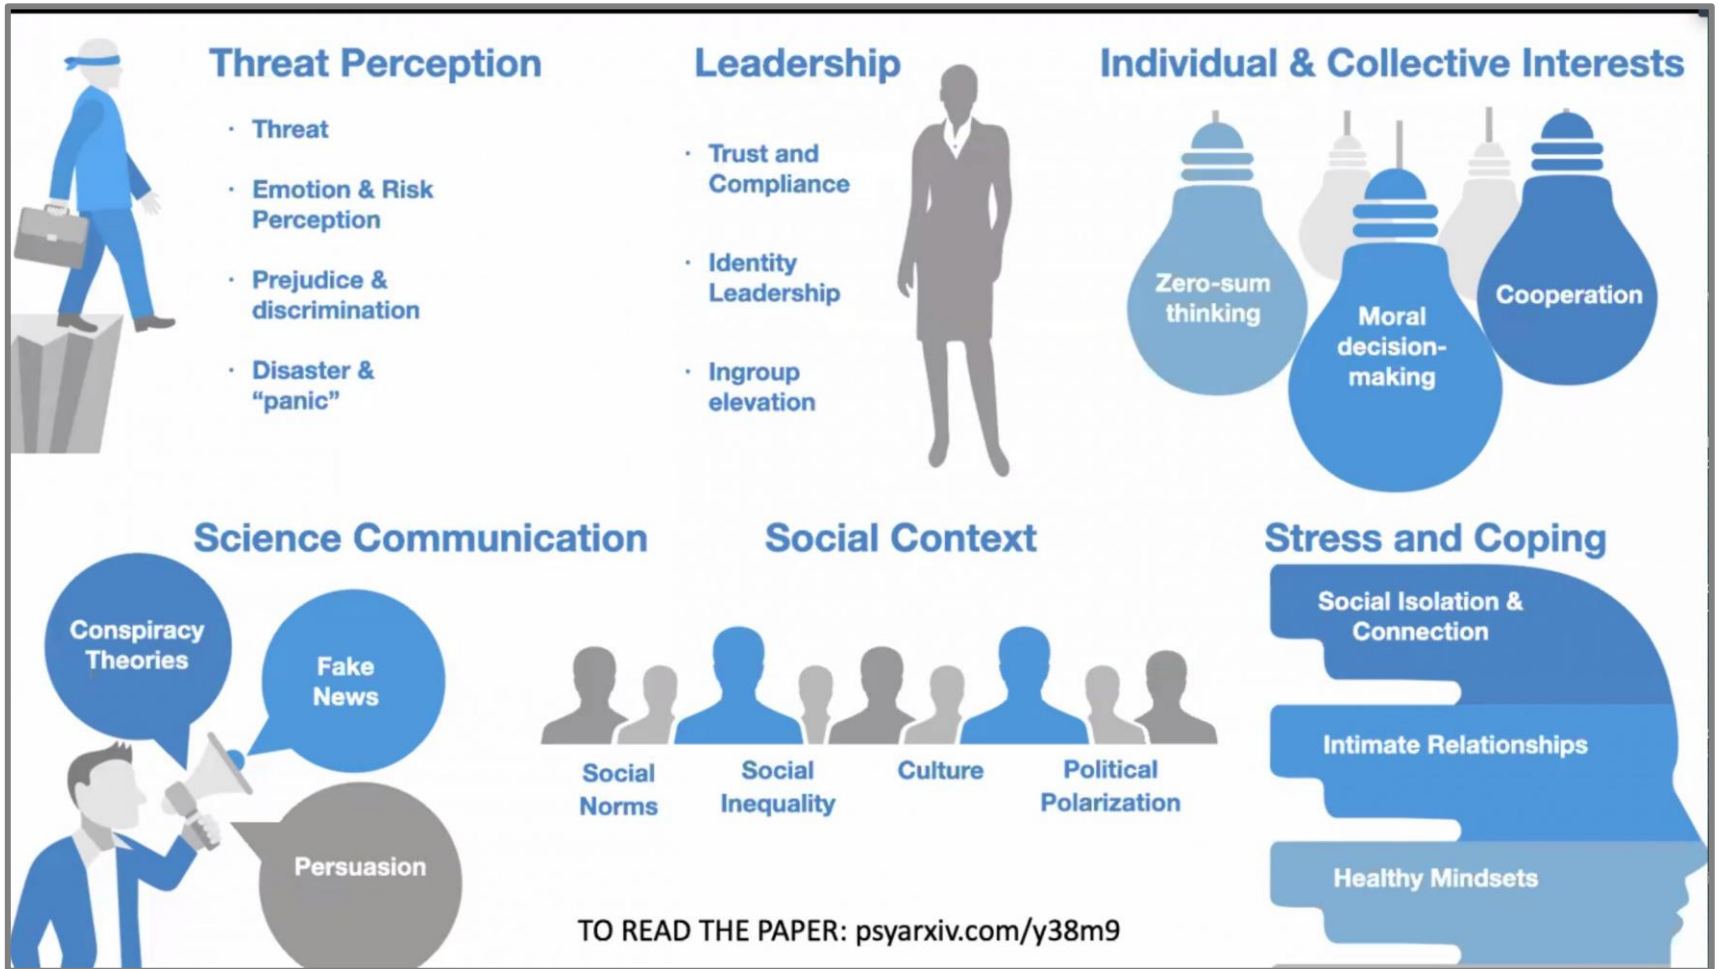 Threat Perception
· Threat
· Emotion & Risk
Perception
· Prejudice &
discrimination
· Disaster &
“panic”
Leadership
· Trust and
Compliance
· Identity
Leadership
· Ingroup
elevation
Individual & Collective Interests
Zero-sum
thinking
Moral
decision-
making
Cooperation
Science Communication
Conspiracy
Theories
Fake
News
Persuasion
Social Context
Social
Norms
Social
Inequality
Culture
Political
Polarization
Stress and Coping
Social Isolation &
Connection
Intimate Relationships
Healthy Mindsets
TO READ THE PAPER: psyarxiv.com/y38m9